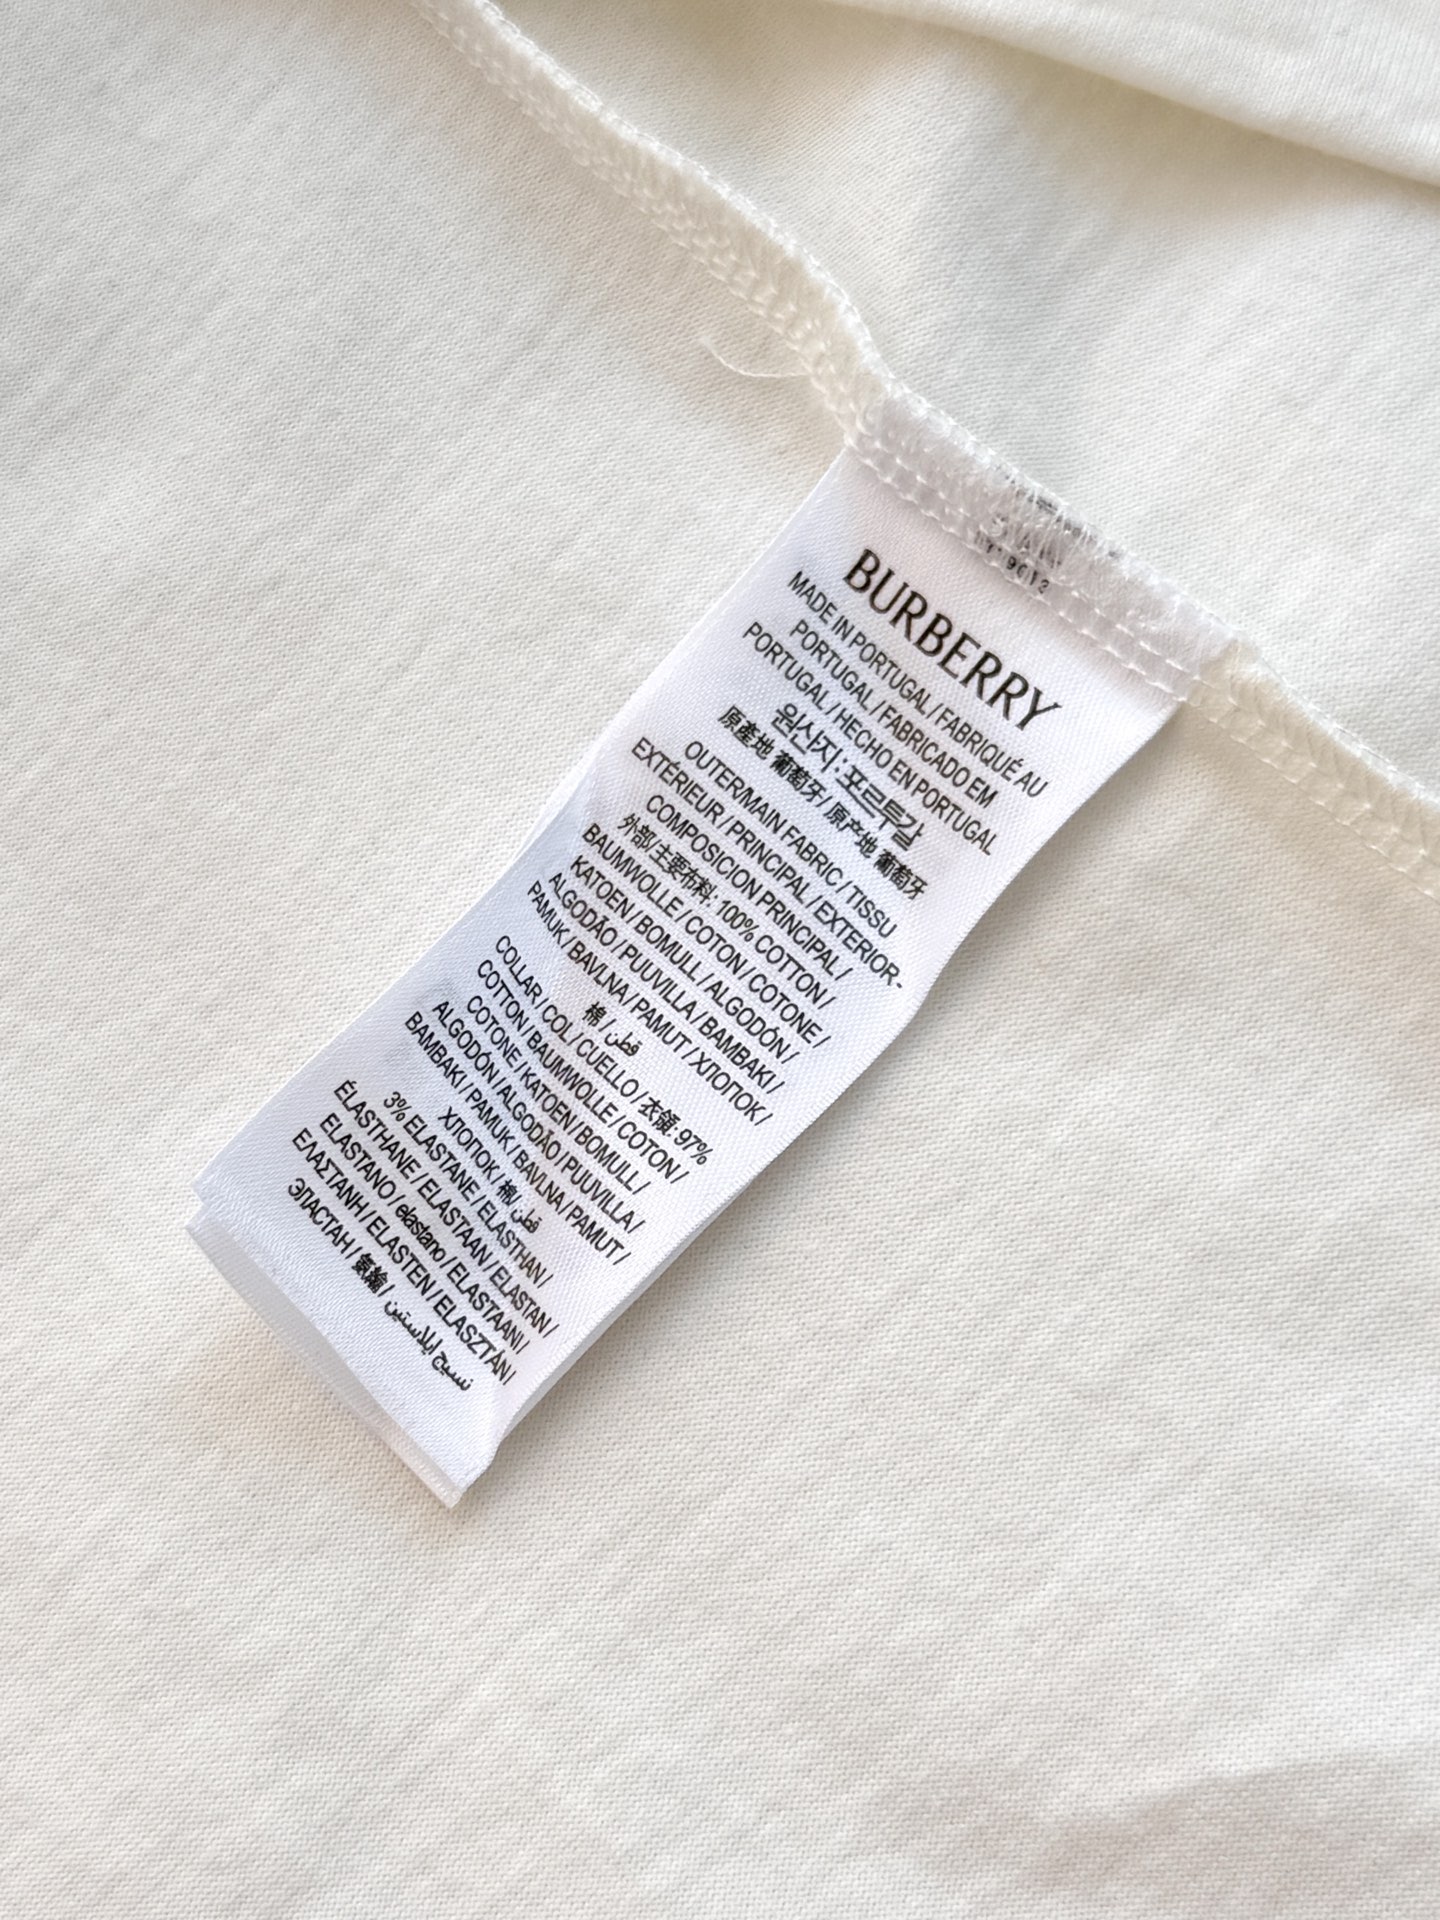 BURBERRY
MADE IN PORTUGAL / FABRIQUÉ AU
PORTUGAL / FABRICADO EM
PORTUGAL / HECHO EN PORTUGAL
원산지 : 포르투갈
原產地 葡萄牙 / 原产地 葡萄牙
OUTER/MAIN FABRIC / TISSU
EXTÉRIEUR / PRINCIPAL / EXTERIOR-
COMPOSICION PRINCIPAL /
外部/主要布料: 100% COTTON /
BAUMWOLLE / COTON / COTONE /
KATOEN / BOMULL / ALGODÓN /
ALGODÃO / PUUVILLA / BAMBAKI /
PAMUK / BAVLNA / PAMUT / ХЛОПОК /
棉 / قطن
COLLAR / COL / CUELLO / 衣領: 97%
COTTON / BAUMWOLLE / COTON /
COTONE / KATOEN / BOMULL /
ALGODÓN / ALGODÃO / PUUVILLA /
BAMBAKI / PAMUK / BAVLNA / PAMUT /
ХЛОПОК / 棉 / قطن
3% ELASTANE / ELASTHAN /
ÉLASTHANE / ELASTAAN / ELASTAN /
ELASTANO / elastano / ELASTAANI /
ΕΛΑΣΤΑΝΗ / ELASTEN / ELASZTÁN /
ЭЛАСТАН / 氨綸 / نسيج إيلاستين